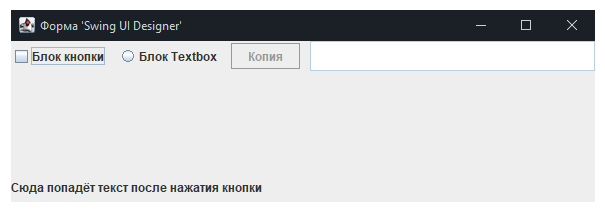 Форма 'Swing UI Designer'
Блок кнопки Блок Textbox Копия
Сюда попадёт текст после нажатия кнопки